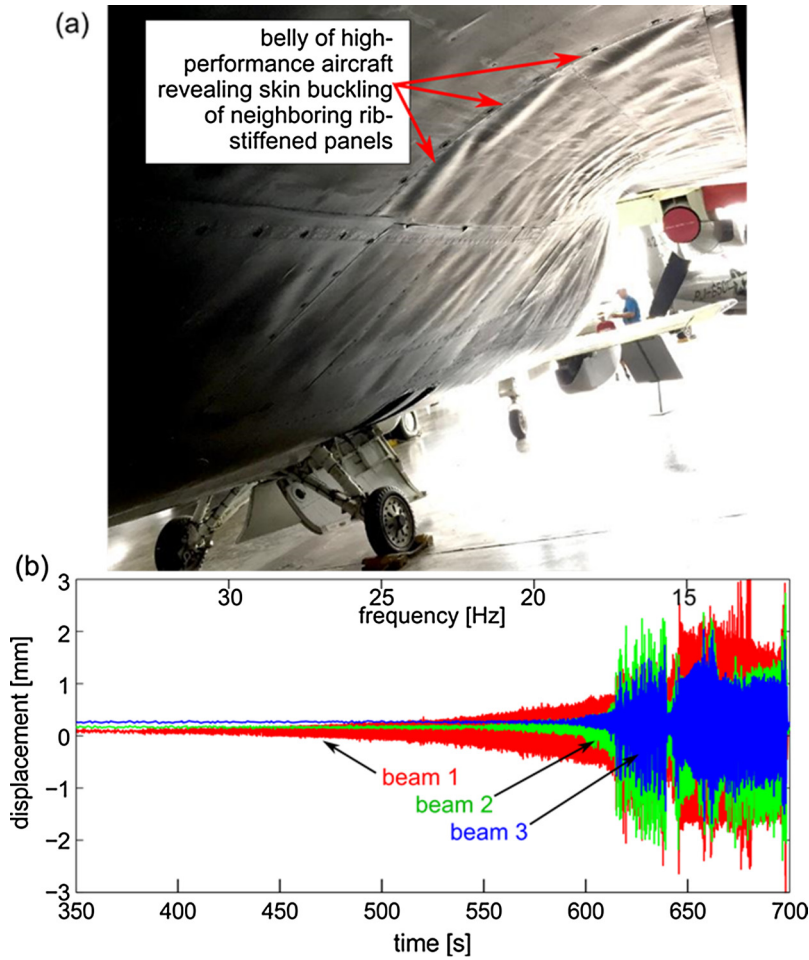 (a)
belly of high-
performance aircraft
revealing skin buckling
of neighboring rib-
stiffened panels
(b)
30 25 20 15
frequency [Hz]
3
2
1
0
−1
−2
−3
displacement [mm]
beam 1
beam 2
beam 3
350 400 450 500 550 600 650 700
time [s]